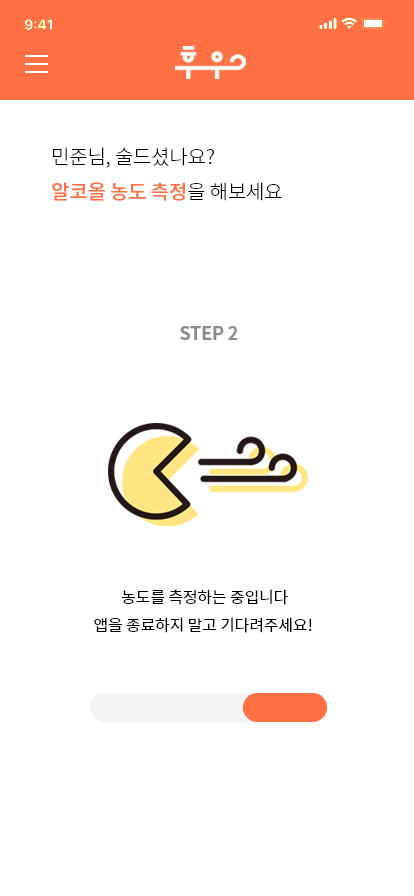 9:41
후우
민준님, 술드셨나요?
알코올 농도 측정을 해보세요
STEP 2
농도를 측정하는 중입니다
앱을 종료하지 말고 기다려주세요!